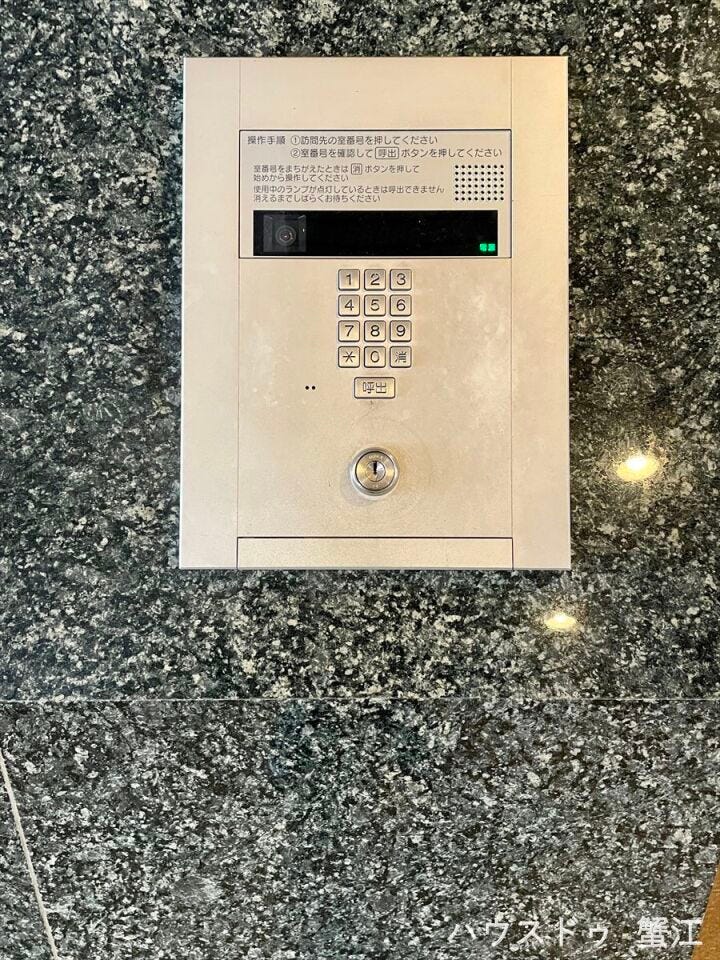 操作手順 ①訪問先の室番号を押してください
②室番号を確認して 呼出 ボタンを押してください
室番号をまちがえたときは 消 ボタンを押して
始めから操作してください
使用中のランプが点灯しているときは呼出できません
消えるまでしばらくお待ちください
電源
1 2 3
4 5 6
7 8 9
* 0 消
呼出
ハウスドゥ 蟹江